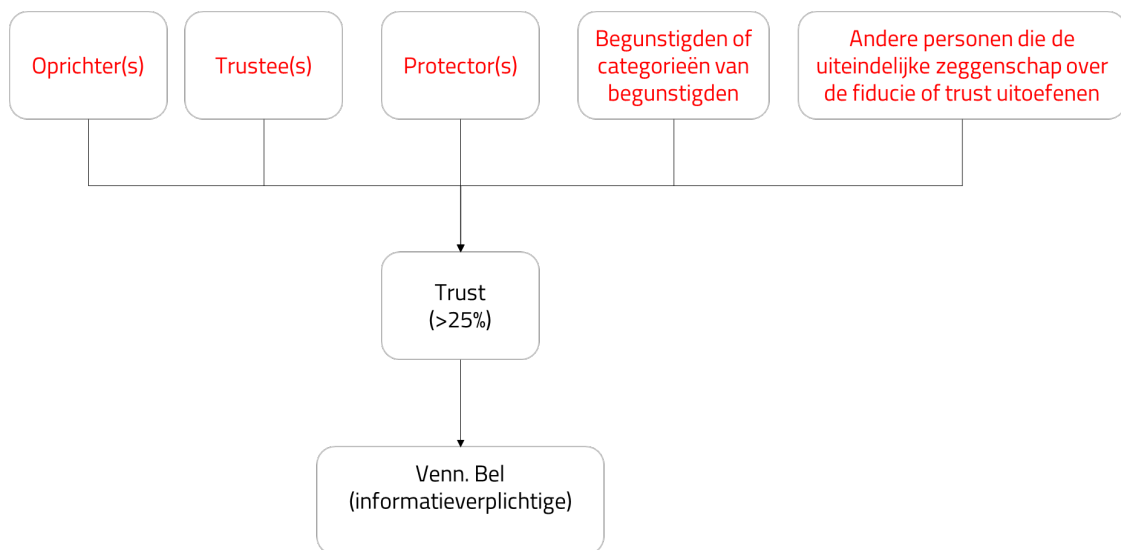 Oprichter(s)
Trustee(s)
Protector(s)
Begunstigden of
categorieën van
begunstigden
Andere personen die de
uiteindelijke zeggenschap over
de fiducie of trust uitoefenen
Trust
(>25%)
Venn. Bel
(informatieverplichtige)